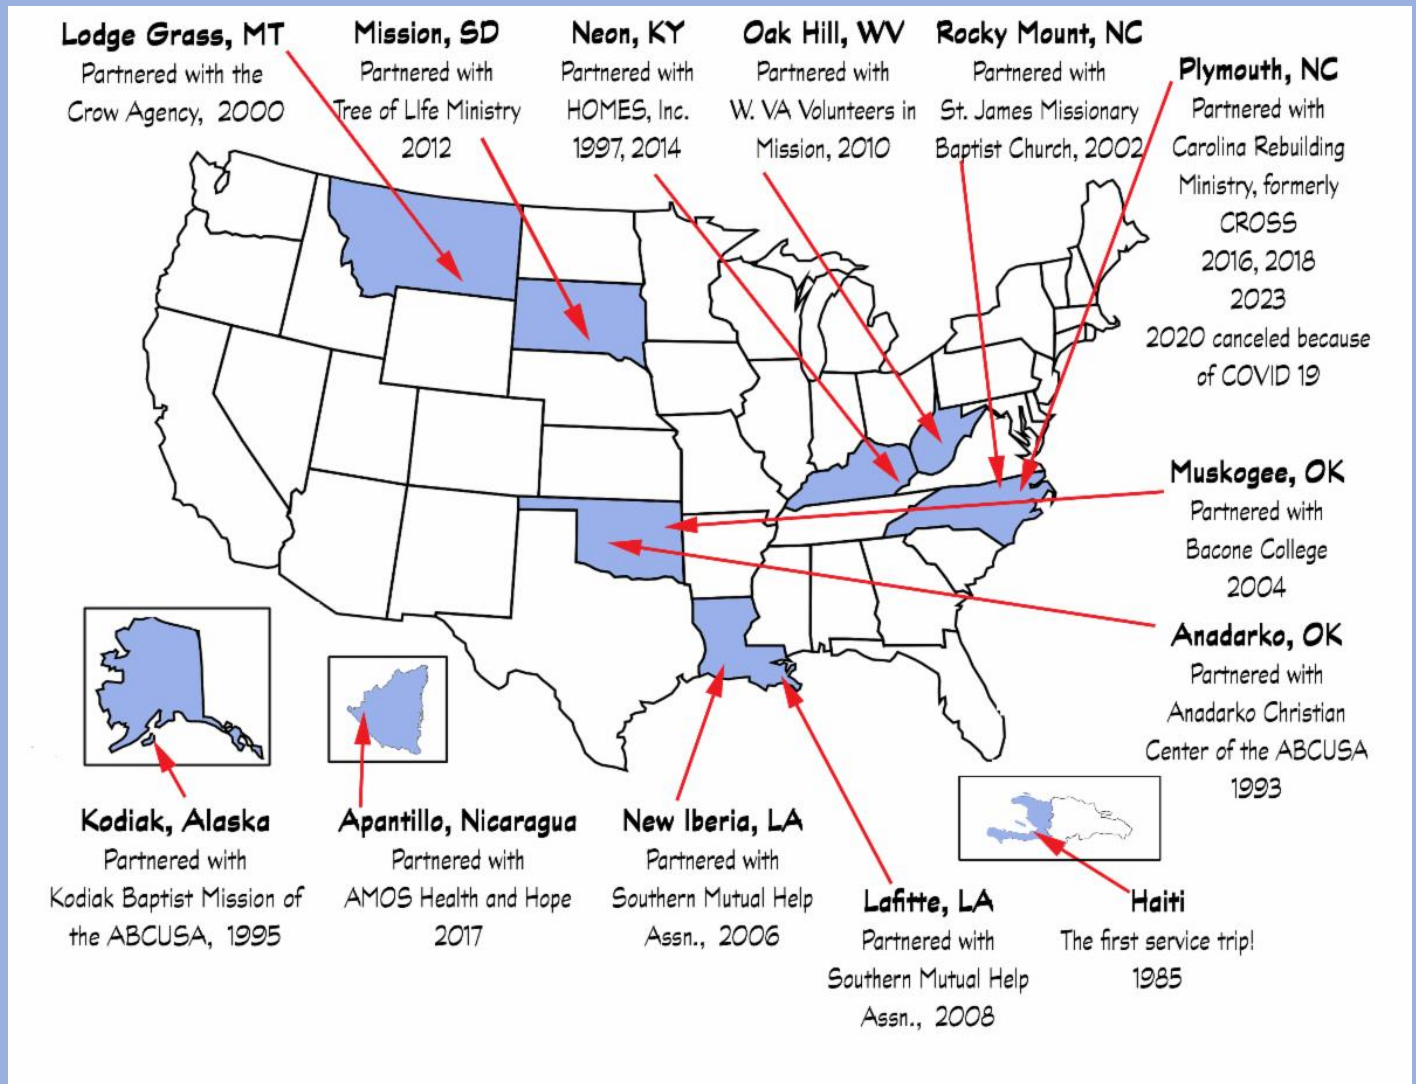 Lodge Grass, MT
Partnered with the
Crow Agency, 2000
Mission, SD
Partnered with
Tree of LIfe Ministry
2012
Neon, KY
Partnered with
HOMES, Inc.
1997, 2014
Oak Hill, WV
Partnered with
W. VA Volunteers in
Mission, 2010
Rocky Mount, NC
Partnered with
St. James Missionary
Baptist Church, 2002
Plymouth, NC
Partnered with
Carolina Rebuilding
Ministry, formerly
CROSS
2016, 2018
2023
2020 canceled because
of COVID 19
Muskogee, OK
Partnered with
Bacone College
2004
Anadarko, OK
Partnered with
Anadarko Christian
Center of the ABCUSA
1993
Kodiak, Alaska
Partnered with
Kodiak Baptist Mission of
the ABCUSA, 1995
Apantillo, Nicaragua
Partnered with
AMOS Health and Hope
2017
New Iberia, LA
Partnered with
Southern Mutual Help
Assn., 2006
Lafitte, LA
Partnered with
Southern Mutual Help
Assn., 2008
Haiti
The first service trip!
1985